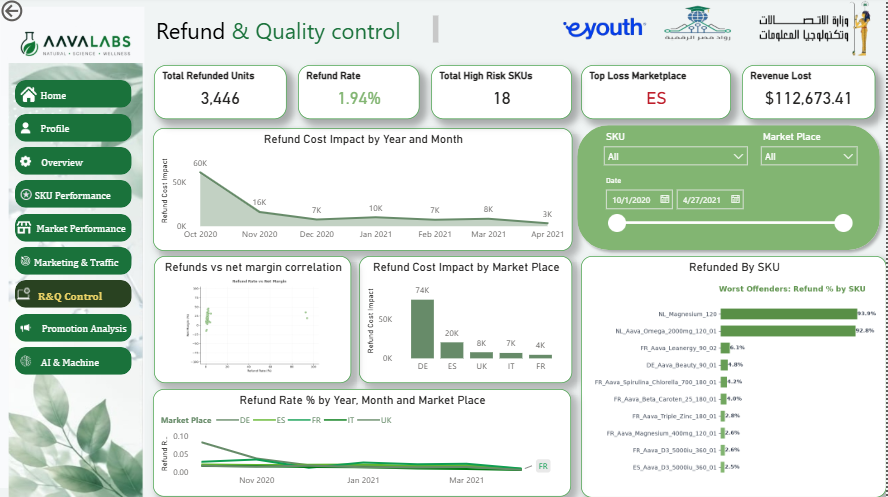 AAVALABS
NATURAL • SCIENCE • WELLNESS
Refund & Quality control
eyouth
رواد مصر الرقمية
وزارة الاتصالات
وتكنولوجيا المعلومات
Home
Profile
Overview
SKU Performance
Market Performance
Marketing & Traffic
R&Q Control
Promotion Analysis
AI & Machine
Total Refunded Units
3,446
Refund Rate
1.94%
Total High Risk SKUs
18
Top Loss Marketplace
ES
Revenue Lost
$112,673.41
Refund Cost Impact by Year and Month
Refund Cost Impact
50K
0K
60K
16K
7K
10K
7K
8K
3K
Oct 2020
Nov 2020
Dec 2020
Jan 2021
Feb 2021
Mar 2021
Apr 2021
SKU
All
Market Place
All
Date
10/1/2020
4/27/2021
Refunds vs net margin correlation
Refund Rate vs Net Margin
Refund Cost Impact by Market Place
Refund Cost Impact
50K
0K
74K
20K
8K
7K
4K
DE
ES
UK
IT
FR
Refunded By SKU
Worst Offenders: Refund % by SKU
NL_Magnesium_120 93.9%
NL_Aava_Omega_2000mg_120_01 92.8%
FR_Aava_Leanergy_90_02 6.1%
DE_Aava_Beauty_90_01 4.8%
FR_Aava_Spirulina_Chlorella_700_180_01 4.2%
FR_Aava_Beta_Caroten_25_180_01 4.0%
FR_Aava_Triple_Zinc_180_01 2.8%
FR_Aava_Magnesium_400mg_120_01 2.6%
FR_Aava_D3_5000iu_360_01 2.6%
ES_Aava_D3_5000iu_360_01 2.5%
Refund Rate % by Year, Month and Market Place
Market Place DE ES FR IT UK
Refund R...
0.10
0.05
0.00
FR
Nov 2020
Jan 2021
Mar 2021